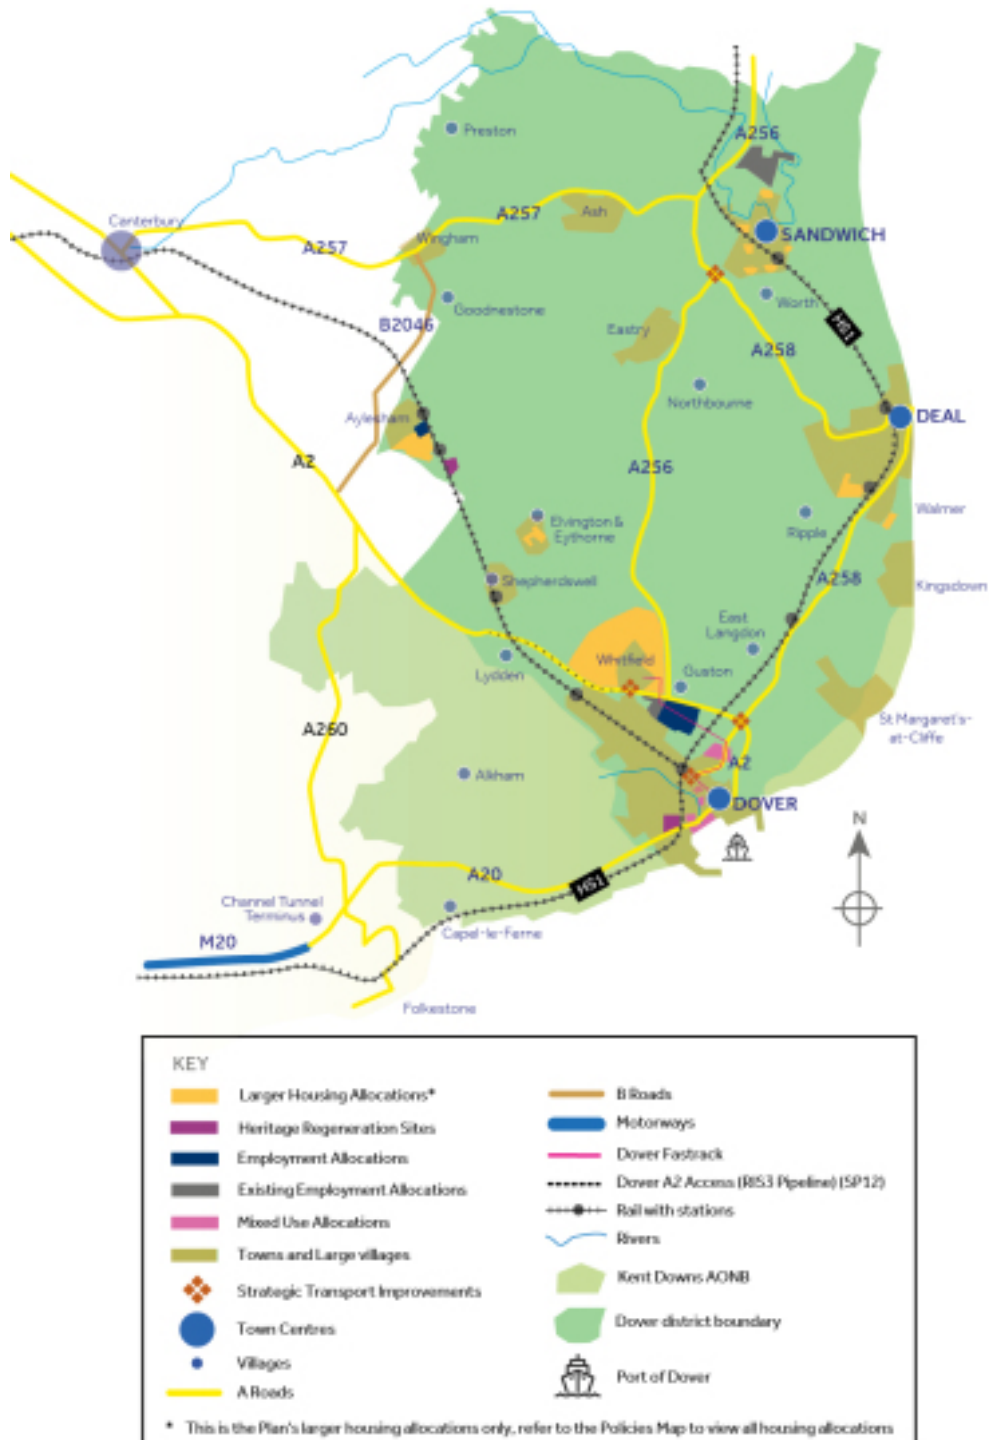 A256
Preston
Canterbury
A257
Ash
A257
Wingham
SANDWICH
Goodnestone
B2046
Worth
Eastry
HS1
A258
Northbourne
Aylesham
DEAL
A2
A256
Elvington &
Eythorne
Ripple
Walmer
Shepherdswell
A258
Kingsdown
East
Langdon
Whitfield
Guston
Lydden
A260
St Margaret's-
at-Cliffe
Alkham
A2
DOVER
N
A20
HS1
Channel Tunnel
Terminus
Capel-le-Ferne
M20
Folkestone
KEY
Larger Housing Allocations*
Heritage Regeneration Sites
Employment Allocations
Existing Employment Allocations
Mixed Use Allocations
Towns and Large villages
Strategic Transport Improvements
Town Centres
Villages
A Roads
B Roads
Motorways
Dover Fastrack
Dover A2 Access (RIS3 Pipeline) (SP12)
Rail with stations
Rivers
Kent Downs AONB
Dover district boundary
Port of Dover
* This is the Plan's larger housing allocations only, refer to the Policies Map to view all housing allocations